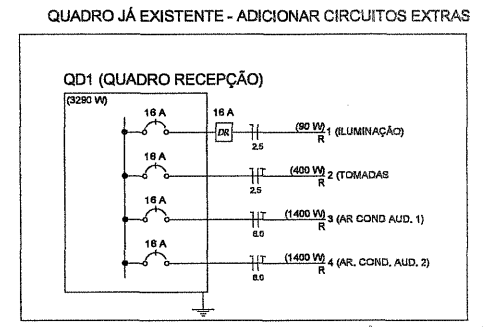 QUADRO JÁ EXISTENTE - ADICIONAR CIRCUITOS EXTRAS
QD1 (QUADRO RECEPÇÃO)
(3290 W)
16 A
16 A
DR
2.5
(90 W)
R
1 (ILUMINAÇÃO)
16 A
2.5
(400 W)
R
2 (TOMADAS
16 A
6.0
(1400 W)
R
3 (AR COND AUD. 1)
16 A
6.0
(1400 W)
R
4 (AR. COND. AUD. 2)